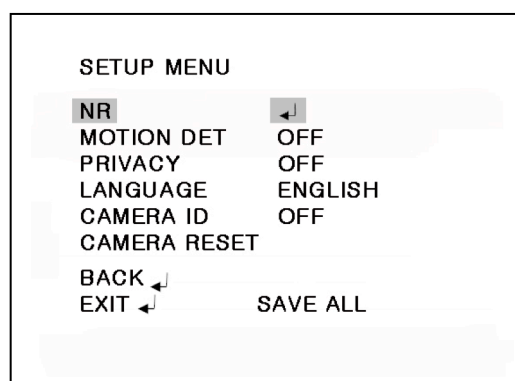 SETUP MENU
NR ↲
MOTION DET OFF
PRIVACY OFF
LANGUAGE ENGLISH
CAMERA ID OFF
CAMERA RESET
BACK ↲
EXIT ↲ SAVE ALL